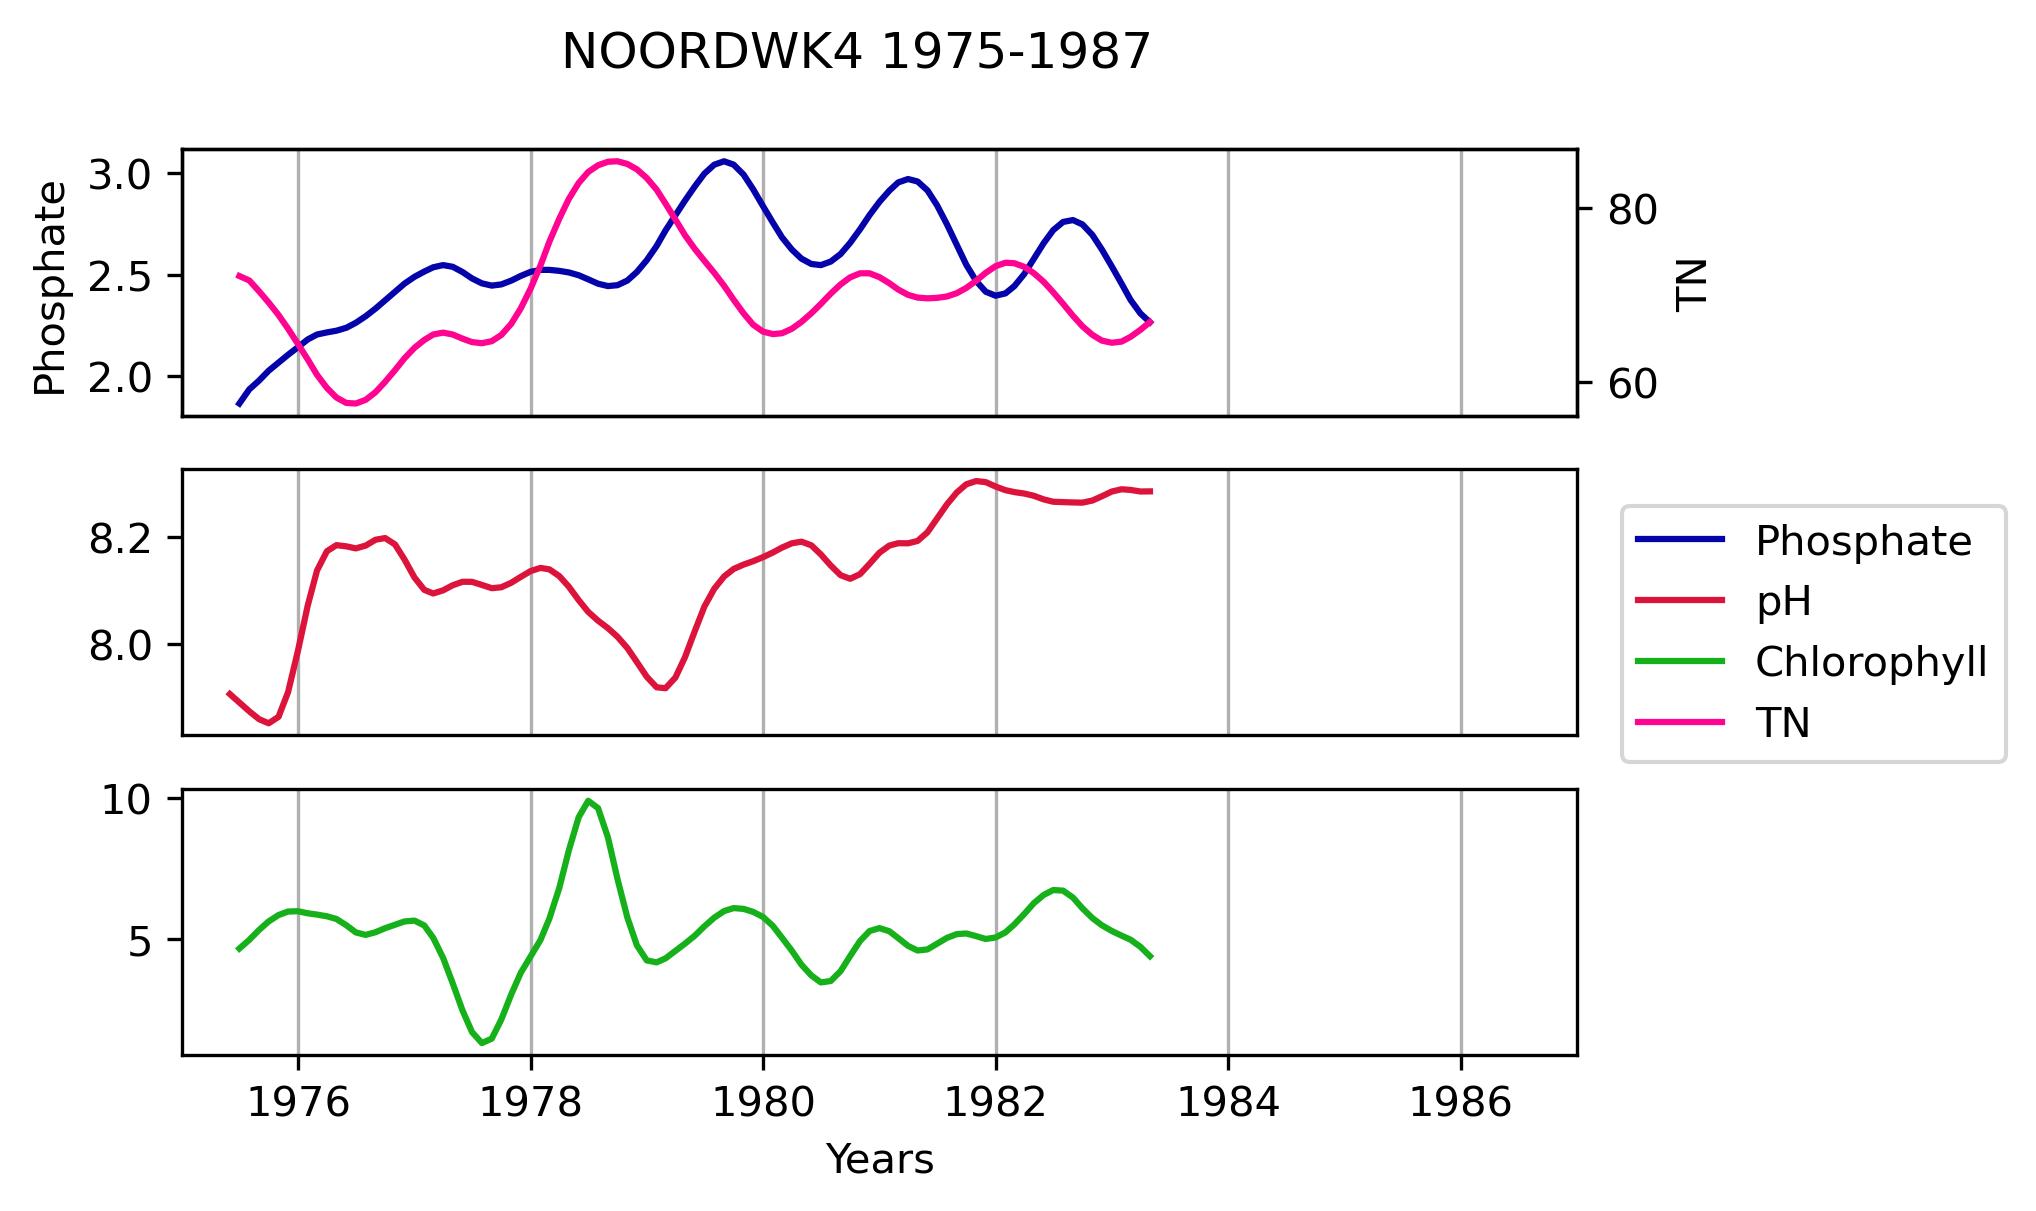 NOORDWK4 1975-1987
Phosphate
3.0
2.5
2.0
80
60
TN
8.2
8.0
Phosphate
pH
Chlorophyll
TN
10
5
1976 1978 1980 1982 1984 1986
Years